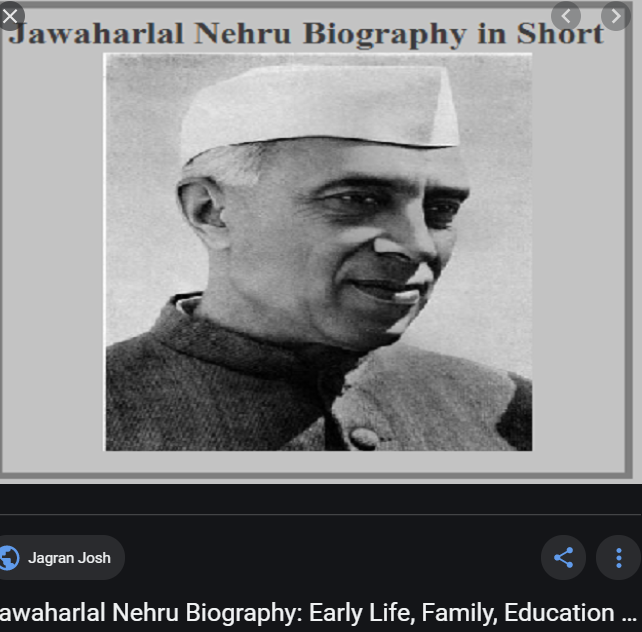 Jawaharlal Nehru Biography in Short
Jagran Josh
awaharlal Nehru Biography: Early Life, Family, Education ...